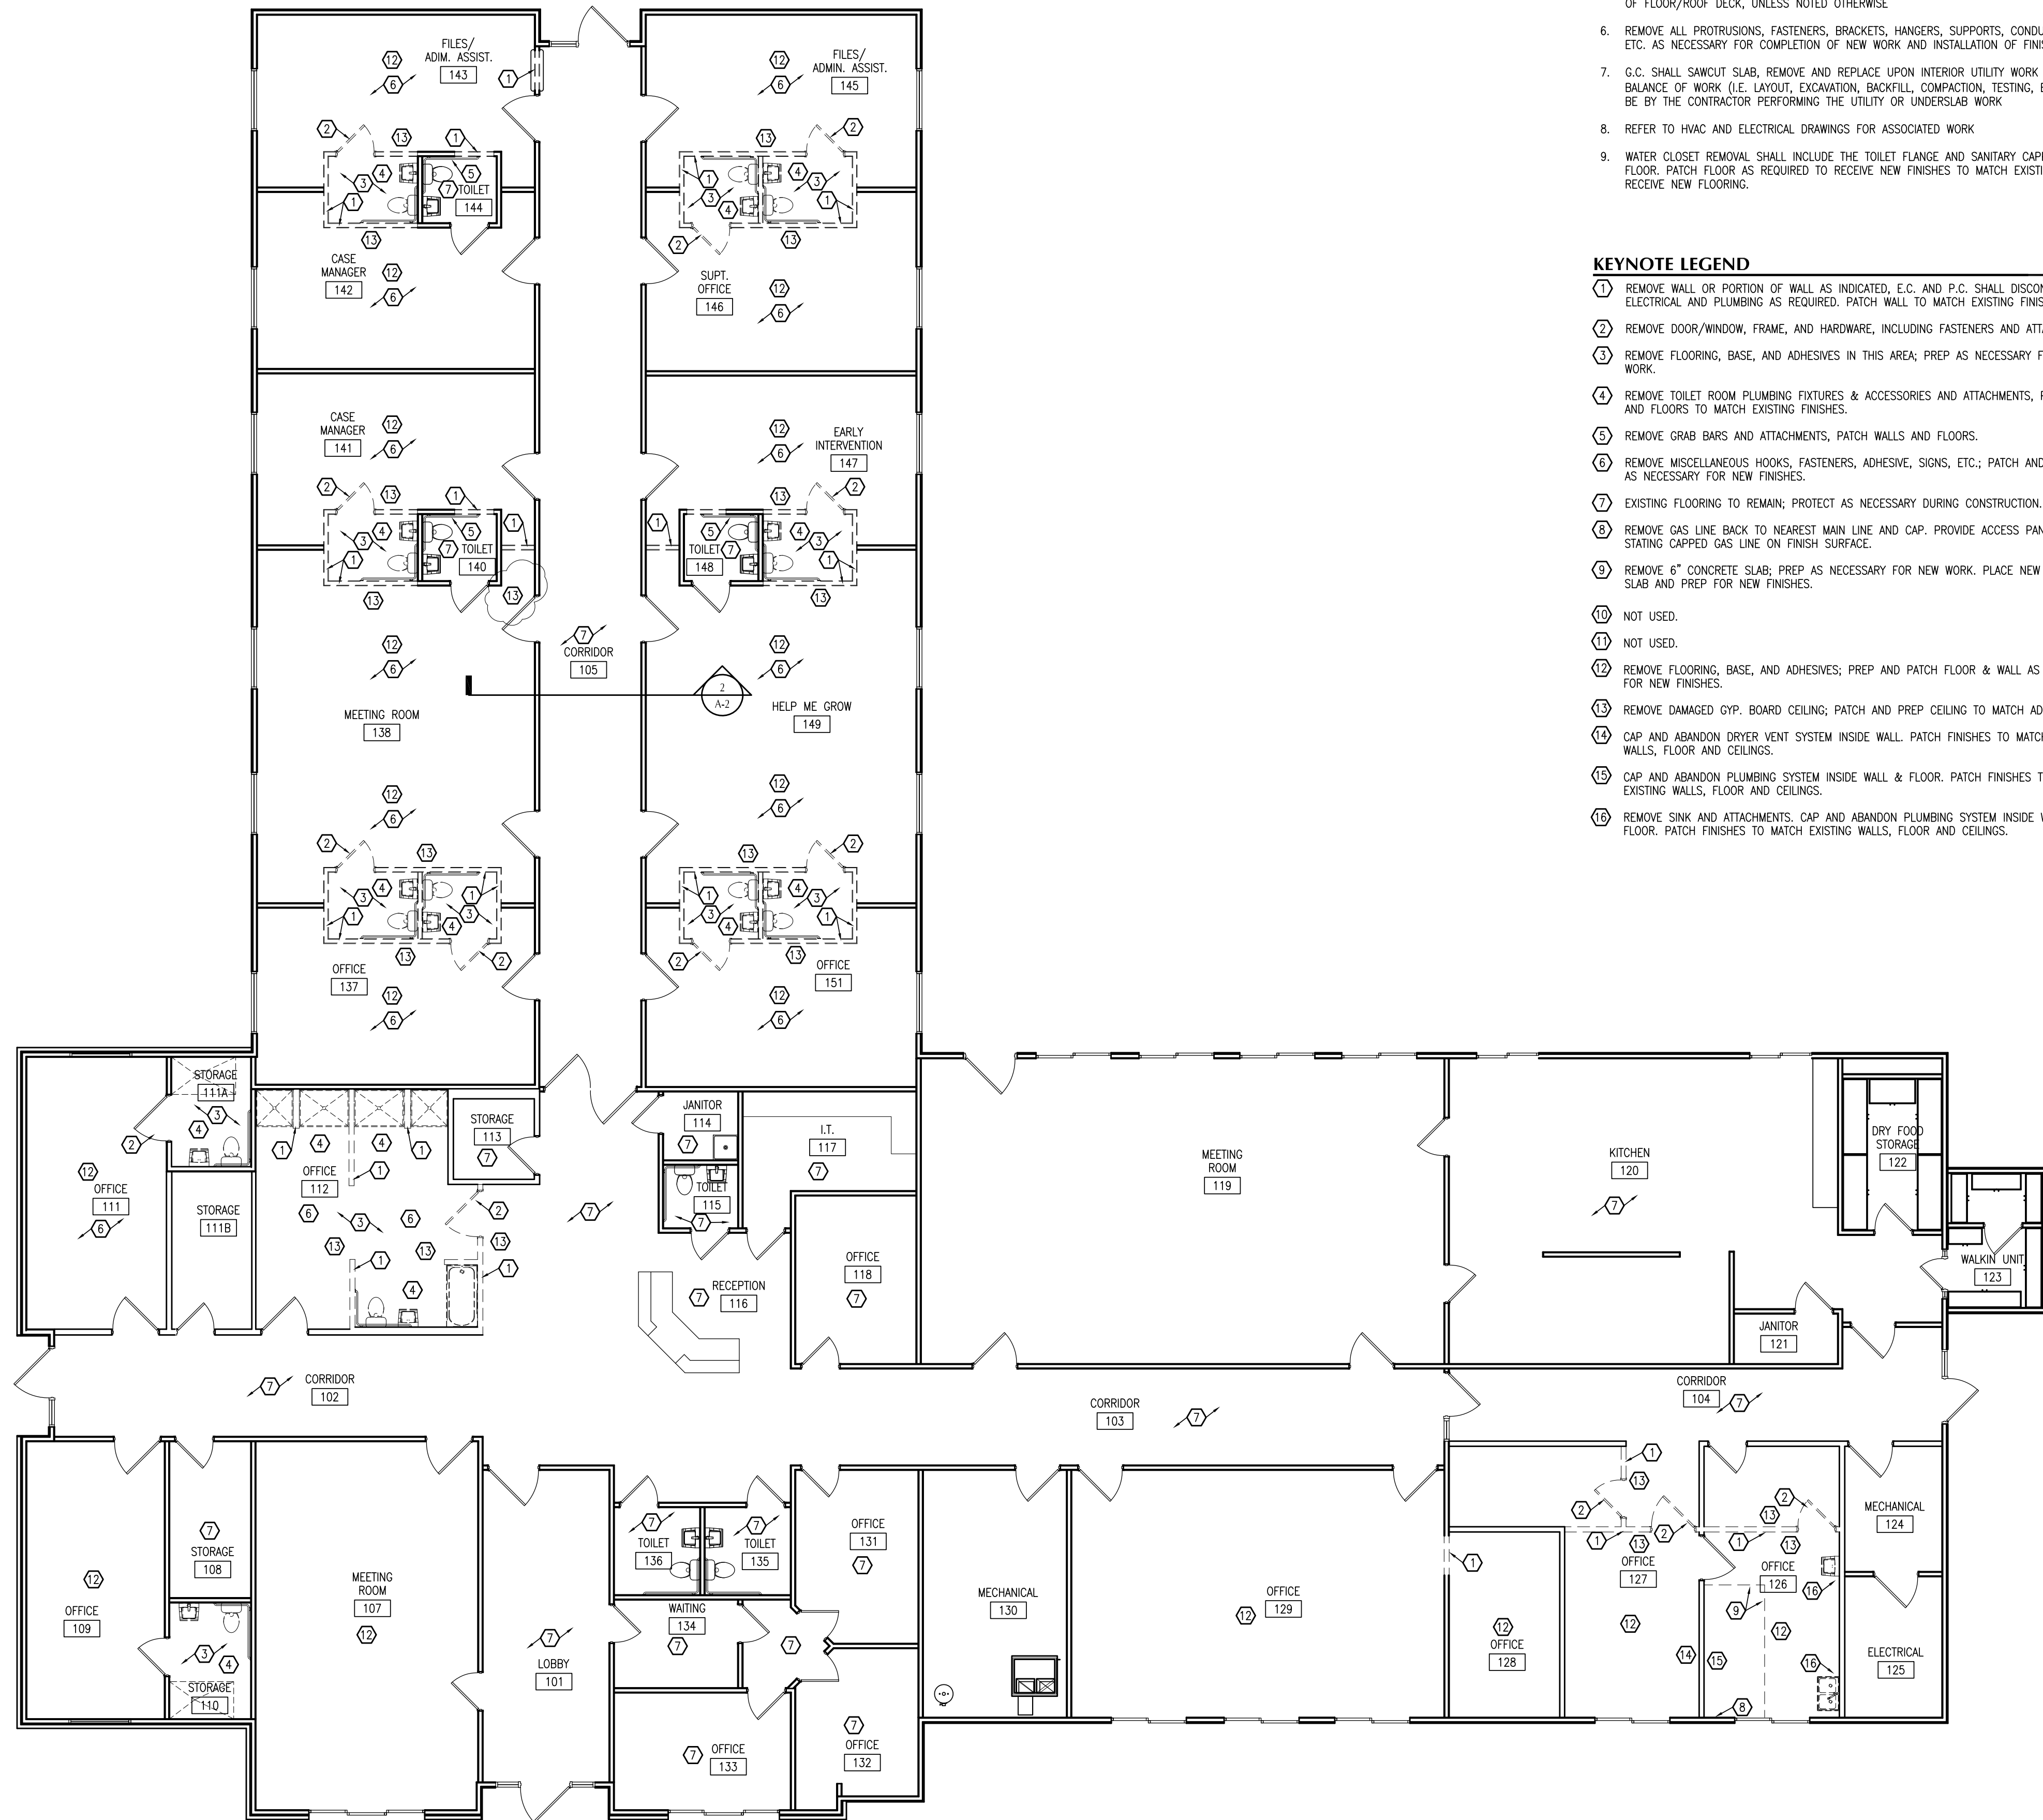 OF FLOOR/ROOF DECK, UNLESS NOTED OTHERWISE
6. REMOVE ALL PROTRUSIONS, FASTENERS, BRACKETS, HANGERS, SUPPORTS,
ETC. AS NECESSARY FOR COMPLETION OF NEW WORK AND INSTALLATION OF
7. G.C. SHALL SAWCUT SLAB, REMOVE AND REPLACE UPON INTERIOR UTILITY WORK
BALANCE OF WORK (I.E. LAYOUT, EXCAVATION, BACKFILL, COMPACTION, TESTING,
BE BY THE CONTRACTOR PERFORMING THE UTILITY OR UNDERSLAB WORK
8. REFER TO HVAC AND ELECTRICAL DRAWINGS FOR ASSOCIATED WORK
9. WATER CLOSET REMOVAL SHALL INCLUDE THE TOILET FLANGE AND SANITARY
FLOOR. PATCH FLOOR AS REQUIRED TO RECEIVE NEW FINISHES TO MATCH
RECEIVE NEW FLOORING.
KEYNOTE LEGEND
1 REMOVE WALL OR PORTION OF WALL AS INDICATED, E.C. AND P.C. SHALL
ELECTRICAL AND PLUMBING AS REQUIRED. PATCH WALL TO MATCH EXISTING
2 REMOVE DOOR/WINDOW, FRAME, AND HARDWARE, INCLUDING FASTENERS AND
3 REMOVE FLOORING, BASE, AND ADHESIVES IN THIS AREA; PREP AS NECESSARY
WORK.
4 REMOVE TOILET ROOM PLUMBING FIXTURES & ACCESSORIES AND ATTACHMENTS,
AND FLOORS TO MATCH EXISTING FINISHES.
5 REMOVE GRAB BARS AND ATTACHMENTS, PATCH WALLS AND FLOORS.
6 REMOVE MISCELLANEOUS HOOKS, FASTENERS, ADHESIVE, SIGNS, ETC.; PATCH AND
AS NECESSARY FOR NEW FINISHES.
7 EXISTING FLOORING TO REMAIN; PROTECT AS NECESSARY DURING CONSTRUCTION.
8 REMOVE GAS LINE BACK TO NEAREST MAIN LINE AND CAP. PROVIDE ACCESS
STATING CAPPED GAS LINE ON FINISH SURFACE.
9 REMOVE 6" CONCRETE SLAB; PREP AS NECESSARY FOR NEW WORK. PLACE NEW
SLAB AND PREP FOR NEW FINISHES.
10 NOT USED.
11 NOT USED.
12 REMOVE FLOORING, BASE, AND ADHESIVES; PREP AND PATCH FLOOR & WALL AS
FOR NEW FINISHES.
13 REMOVE DAMAGED GYP. BOARD CEILING; PATCH AND PREP CEILING TO MATCH
14 CAP AND ABANDON DRYER VENT SYSTEM INSIDE WALL. PATCH FINISHES TO MATCH
WALLS, FLOOR AND CEILINGS.
15 CAP AND ABANDON PLUMBING SYSTEM INSIDE WALL & FLOOR. PATCH FINISHES
EXISTING WALLS, FLOOR AND CEILINGS.
16 REMOVE SINK AND ATTACHMENTS. CAP AND ABANDON PLUMBING SYSTEM INSIDE
FLOOR. PATCH FINISHES TO MATCH EXISTING WALLS, FLOOR AND CEILINGS.
FILES/
ADIM. ASSIST.
143
FILES/
ADMIN. ASSIST.
145
TOILET
144
CASE
MANAGER
142
SUPT.
OFFICE
146
CASE
MANAGER
141
EARLY
INTERVENTION
147
TOILET
140
TOILET
148
CORRIDOR
105
2
A-2
MEETING ROOM
138
HELP ME GROW
149
OFFICE
137
OFFICE
151
STORAGE
111A
OFFICE
111
STORAGE
111B
OFFICE
112
STORAGE
113
JANITOR
114
TOILET
115
I.T.
117
RECEPTION
116
OFFICE
118
MEETING
ROOM
119
KITCHEN
120
DRY FOOD
STORAGE
122
WALKIN UNIT
123
JANITOR
121
CORRIDOR
102
CORRIDOR
103
CORRIDOR
104
OFFICE
109
STORAGE
108
STORAGE
110
MEETING
ROOM
107
LOBBY
101
TOILET
136
TOILET
135
WAITING
134
OFFICE
133
OFFICE
131
OFFICE
132
MECHANICAL
130
OFFICE
129
OFFICE
128
OFFICE
127
OFFICE
126
MECHANICAL
124
ELECTRICAL
125